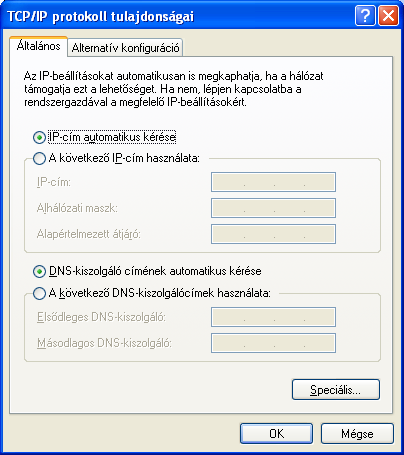 TCP/IP protokoll tulajdonságai
Általános
Alternatív konfiguráció
Az IP-beállításokat automatikusan is megkaphatja, ha a hálózat
támogatja ezt a lehetőséget. Ha nem, lépjen kapcsolatba a
rendszergazdával a megfelelő IP-beállításokért.
IP-cím automatikus kérése
A következő IP-cím használata:
IP-cím:
Alhálózati maszk:
Alapértelmezett átjáró:
DNS-kiszolgáló címének automatikus kérése
A következő DNS-kiszolgálócímek használata:
Elsődleges DNS-kiszolgáló:
Másodlagos DNS-kiszolgáló:
Speciális...
OK
Mégse